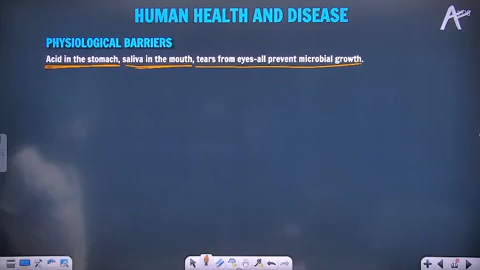 HUMAN HEALTH AND DISEASE
PHYSIOLOGICAL BARRIERS
Acid in the stomach, saliva in the mouth, tears from eyes-all prevent microbial growth.